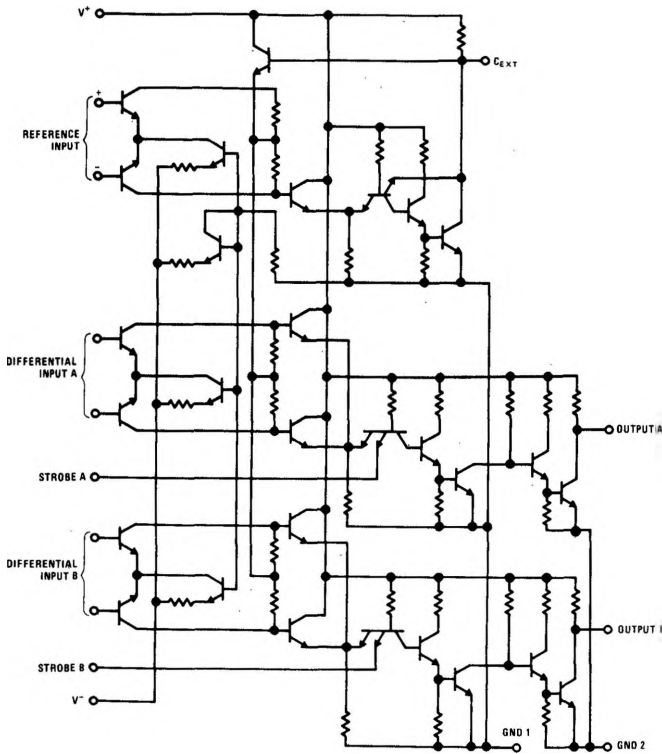 V+
CEXT
+
REFERENCE
INPUT
-
DIFFERENTIAL
INPUT A
OUTPUT A
STROBE A
DIFFERENTIAL
INPUT B
OUTPUT
STROBE B
V-
GND 1
GND 2